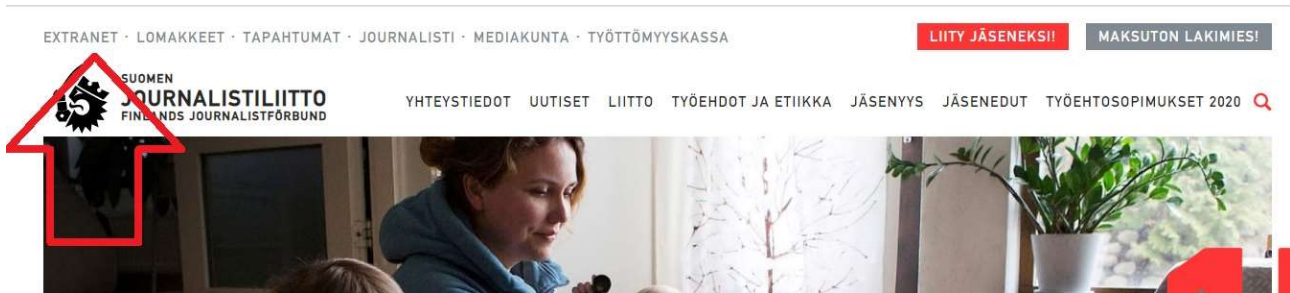 EXTRANET · LOMAKKEET · TAPAHTUMAT · JOURNALISTI · MEDIAKUNTA · TYÖTTÖMYYSKASSA
LIITY JÄSENEKSI!
MAKSUTON LAKIMIES!
SUOMEN
JOURNALISTILIITTO
FINLANDS JOURNALISTFÖRBUND
YHTEYSTIEDOT UUTISET LIITTO TYÖEHDOT JA ETIIKKA JÄSENYYS JÄSENEDUT TYÖEHTOSOPIMUKSET 2020